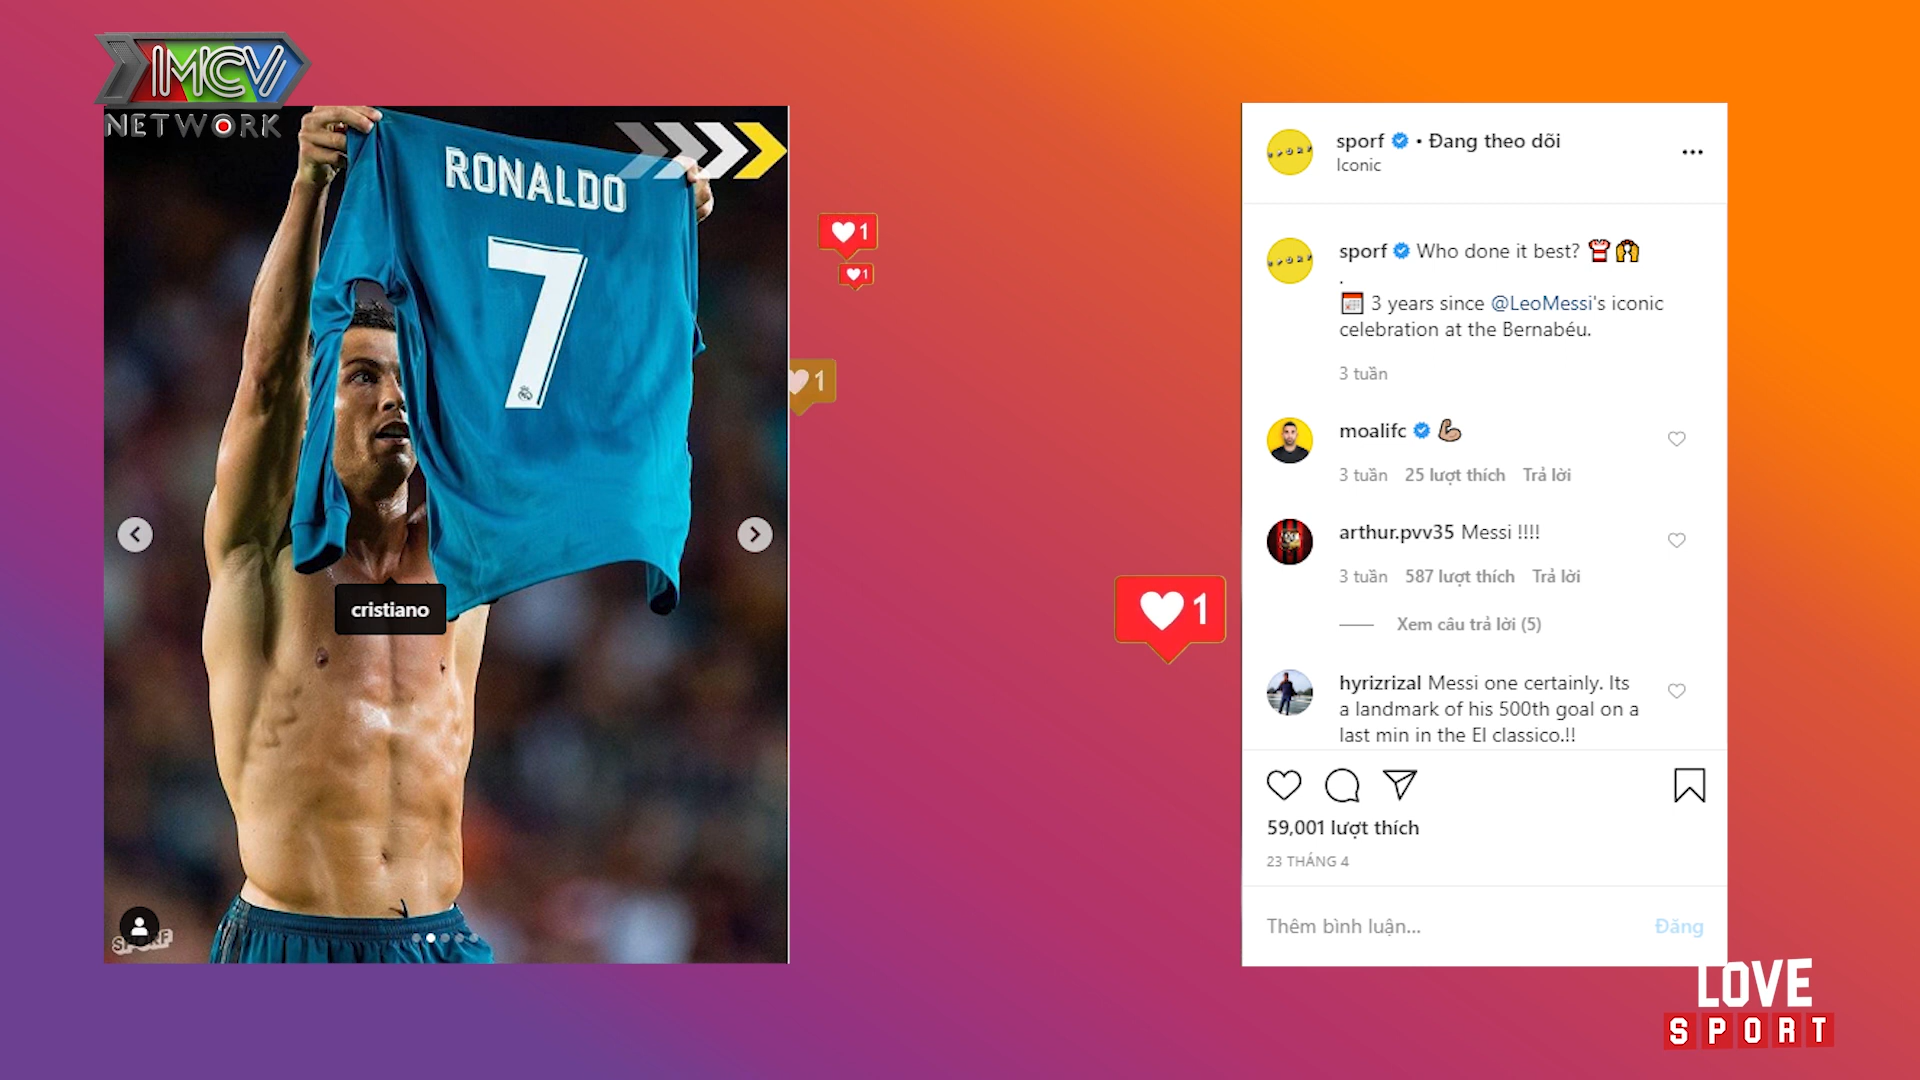 MCV
NETWORK
RONALDO
7
cristiano
SPORF
1
1
1
1
sporf • Đang theo dõi
Iconic
sporf Who done it best?
.
3 years since @LeoMessi's iconic
celebration at the Bernabéu.
3 tuần
moalifc
3 tuần 25 lượt thích Trả lời
arthur.pvv35 Messi !!!!
3 tuần 587 lượt thích Trả lời
Xem câu trả lời (5)
hyrizrizal Messi one certainly. Its
a landmark of his 500th goal on a
last min in the El classico.!!
59,001 lượt thích
23 THÁNG 4
Thêm bình luận... Đăng
LOVE
SPORT